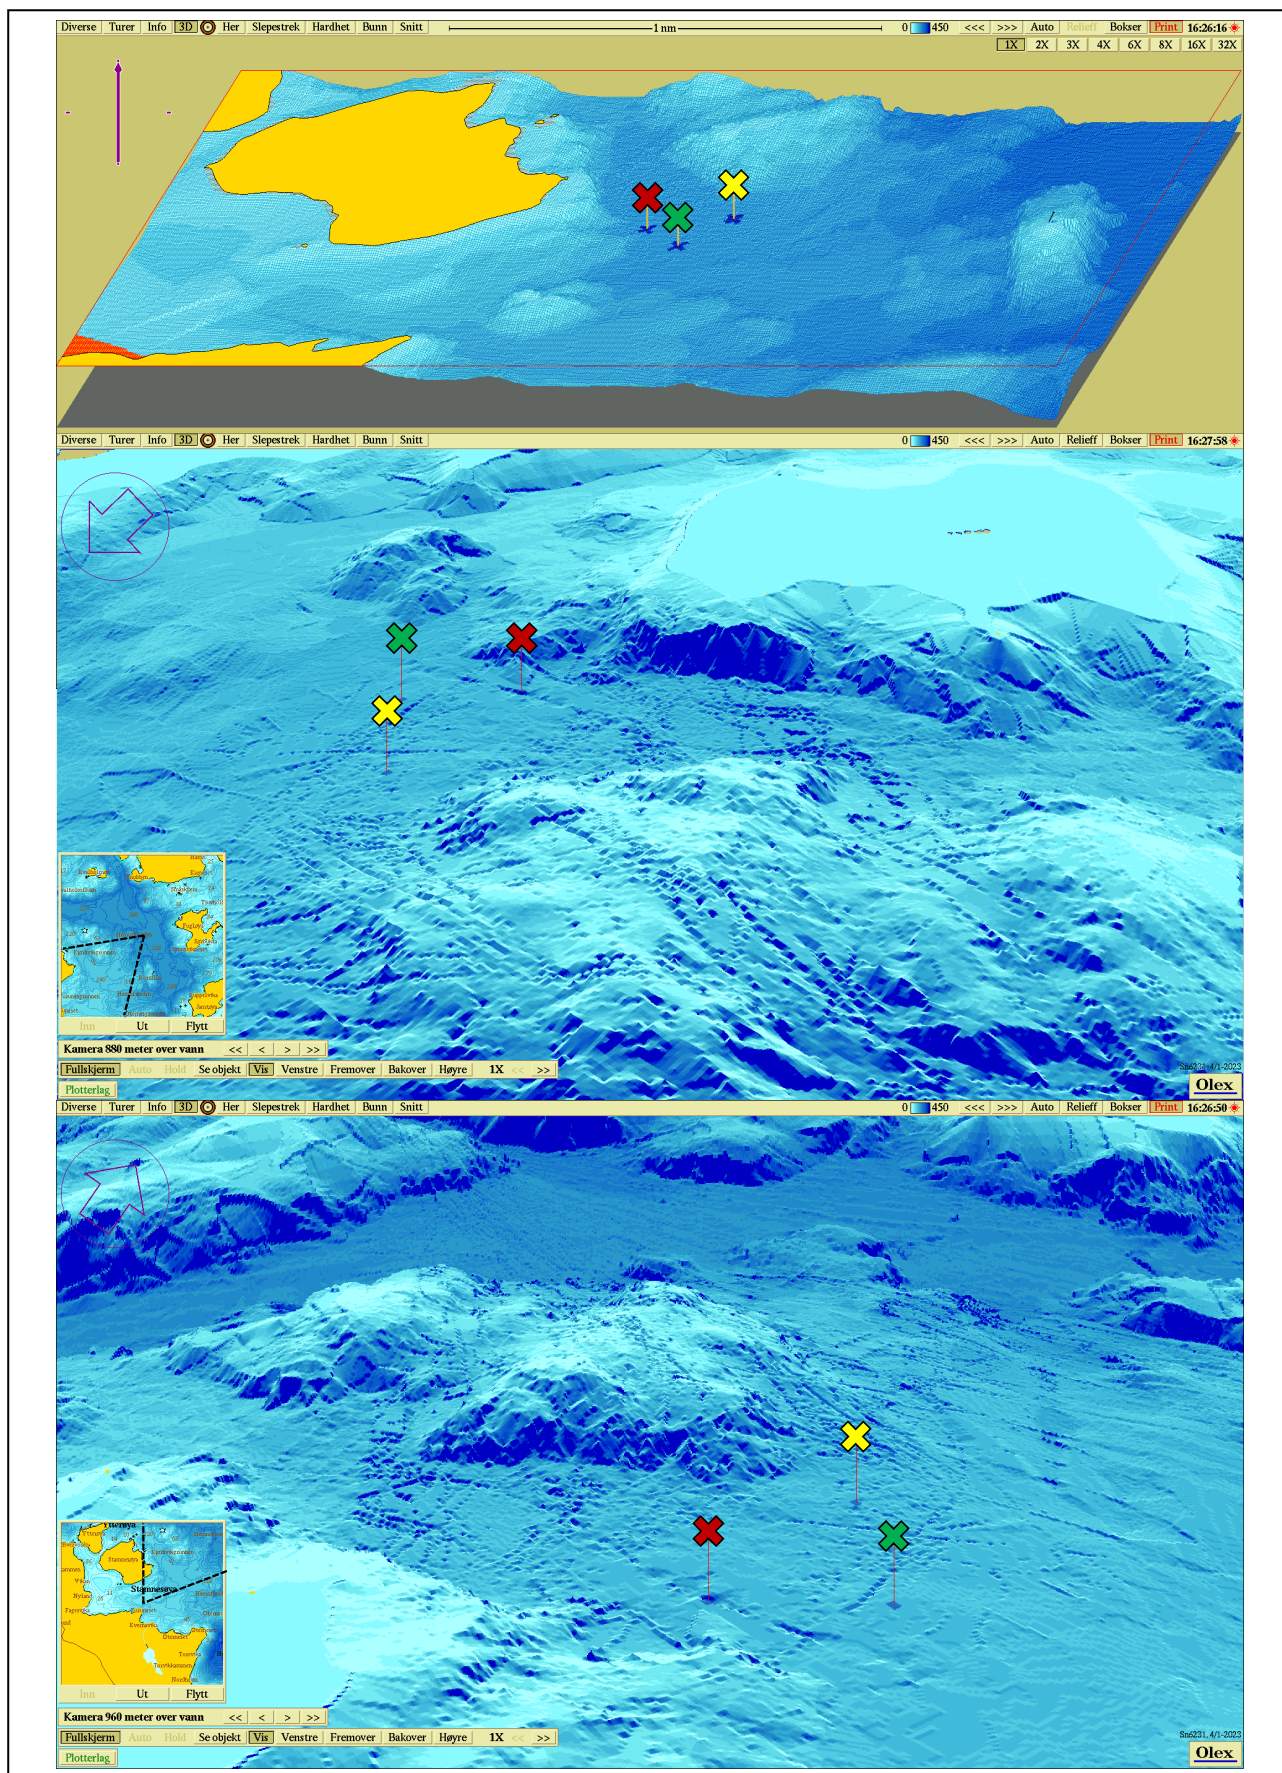 Diverse Turer Info 3D Her Slepestrek Hardhet Bunn Snitt 1 nm 0 450 <<< >>> Auto Relieff Bokser Print 16:26:16
1X 2X 3X 4X 6X 8X 16X 32X
Diverse Turer Info 3D Her Slepestrek Hardhet Bunn Snitt 0 450 <<< >>> Auto Relieff Bokser Print 16:27:58
Inn Ut Flytt
Kamera 880 meter over vann << < > >>
Fullskjerm Auto Hold Se objekt Vis Venstre Fremover Bakover Høyre 1X << >>
Plotterlag
Olex
Diverse Turer Info 3D Her Slepestrek Hardhet Bunn Snitt 0 450 <<< >>> Auto Relieff Bokser Print 16:26:50
Ytterøya
Stamnesøya
Stamnesøya
Inn Ut Flytt
Kamera 960 meter over vann << < > >>
Fullskjerm Auto Hold Se objekt Vis Venstre Fremover Bakover Høyre 1X << >>
Sn6231, 4/1-2023
Plotterlag
Olex